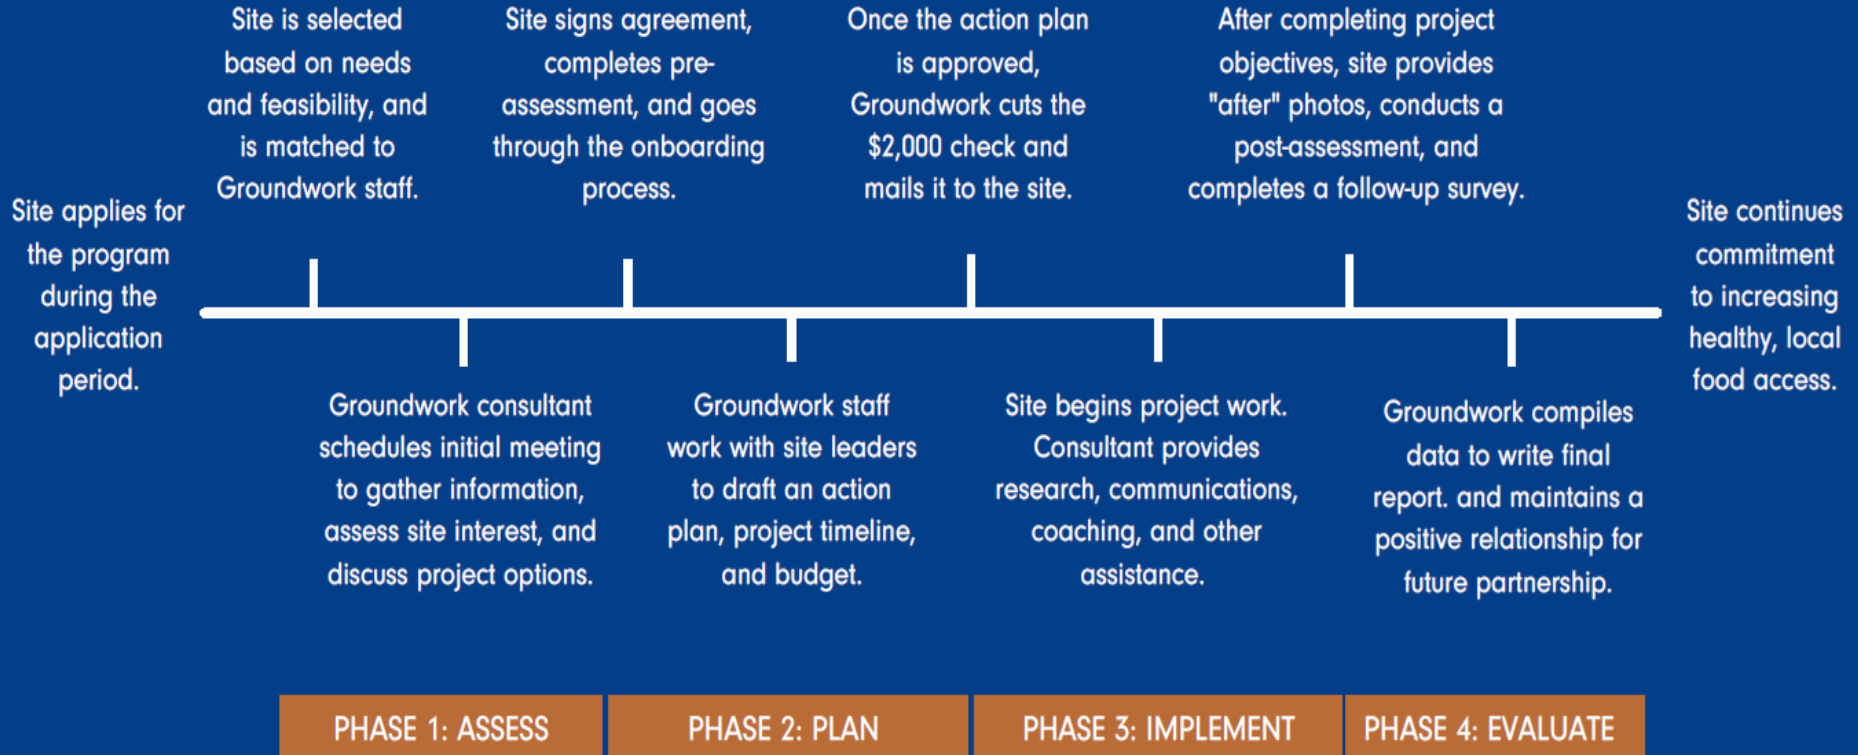 Site applies for
the program
during the
application
period.
Site is selected
based on needs
and feasibility, and
is matched to
Groundwork staff.
Groundwork consultant
schedules initial meeting
to gather information,
assess site interest, and
discuss project options.
Site signs agreement,
completes pre-
assessment, and goes
through the onboarding
process.
Groundwork staff
work with site leaders
to draft an action
plan, project timeline,
and budget.
Once the action plan
is approved,
Groundwork cuts the
$2,000 check and
mails it to the site.
Site begins project work.
Consultant provides
research, communications,
coaching, and other
assistance.
After completing project
objectives, site provides
"after" photos, conducts a
post-assessment, and
completes a follow-up survey.
Groundwork compiles
data to write final
report. and maintains a
positive relationship for
future partnership.
Site continues
commitment
to increasing
healthy, local
food access.
PHASE 1: ASSESS
PHASE 2: PLAN
PHASE 3: IMPLEMENT
PHASE 4: EVALUATE